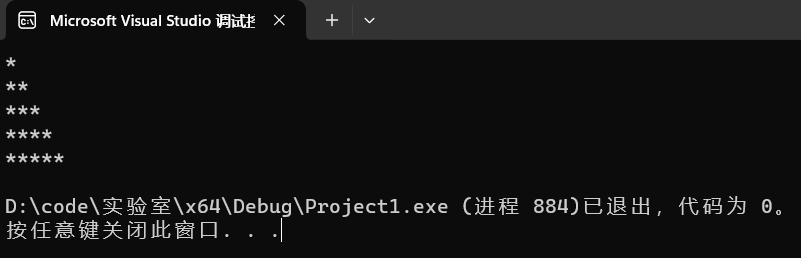 Microsoft Visual Studio 调试
*
**
***
****
*****
D:\code\实验室\x64\Debug\Project1.exe (进程 884)已退出，代码为 0。
按任意键关闭此窗口. . .